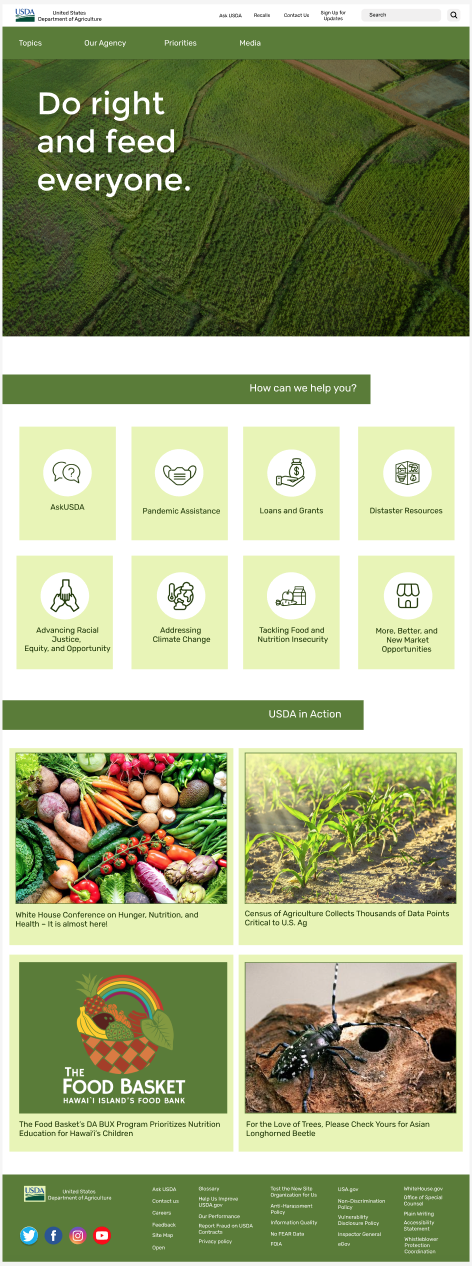 USDA
United States
Department of Agriculture
Ask USDA
Recalls
Contact Us
Sign Up for
Updates
Search
Topics
Our Agency
Priorities
Media
Do right
and feed
everyone.
How can we help you?
AskUSDA
Pandemic Assistance
Loans and Grants
Distaster Resources
Advancing Racial
Justice,
Equity, and Opportunity
Addressing
Climate Change
Tackling Food and
Nutrition Insecurity
More, Better, and
New Market
Opportunities
USDA in Action
White House Conference on Hunger, Nutrition, and
Health – It is almost here!
Census of Agriculture Collects Thousands of Data Points
Critical to U.S. Ag
THE
FOOD BASKET
HAWAI`I ISLAND'S FOOD BANK
The Food Basket's DA BUX Program Prioritizes Nutrition
Education for Hawai'i's Children
For the Love of Trees, Please Check Yours for Asian
Longhorned Beetle
USDA
United States
Department of Agriculture
Ask USDA
Contact us
Careers
Feedback
Site Map
Open
Glossary
Help Us Improve
USDA.gov
Our Performance
Report Fraud on USDA
Contracts
Privacy policy
Test the New Site
Organization for Us
Anti-Harassment
Policy
Information Quality
No FEAR Data
FOIA
USA.gov
Non-Discrimination
Policy
Vulnerability
Disclosure Policy
Inspector General
eGov
WhiteHouse.gov
Office of Special
Counsel
Plain Writing
Accessibility
Statement
Whistleblower
Protection
Coordination